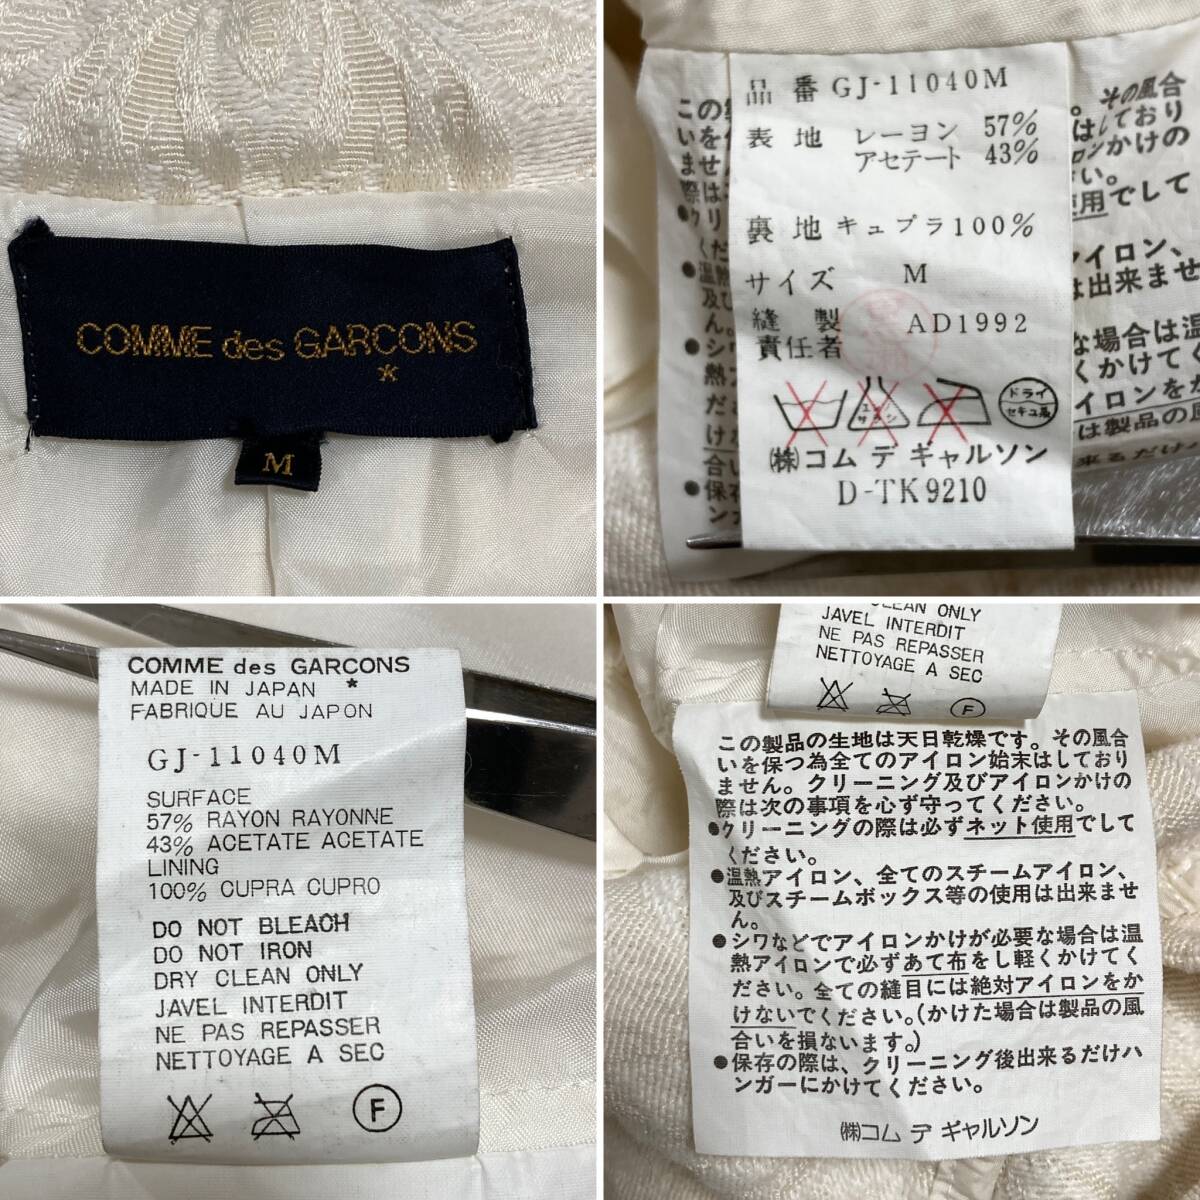 COMME des GARCONS
*
M
品番 GJ-11040M
表地 レーヨン 57%
アセテート 43%
裏地 キュプラ100%
サイズ M
縫製 AD1992
責任者
エンソ
サラシ
ドライ
セキユ系
㈱コム デ ギャルソン
D-TK9210
COMME des GARCONS
MADE IN JAPAN *
FABRIQUE AU JAPON
GJ-11040M
SURFACE
57% RAYON RAYONNE
43% ACETATE ACETATE
LINING
100% CUPRA CUPRO
DO NOT BLEACH
DO NOT IRON
DRY CLEAN ONLY
JAVEL INTERDIT
NE PAS REPASSER
NETTOYAGE A SEC
F
CLEAN ONLY
JAVEL INTERDIT
NE PAS REPASSER
NETTOYAGE A SEC
F
この製品の生地は天日乾燥です。その風合
いを保つ為全てのアイロン始末はしており
ません。クリーニング及びアイロンかけの
際は次の事項を心ず守ってください。
●クリーニングの際は必ずネット使用でして
ください。
●温熱アイロン、全てのスチームアイロン、
及びスチームボックス等の使用は出来ませ
ん。
●シワなどでアイロンかけが必要な場合は温
熱アイロンで必ずあて布をし軽くかけてく
ださい。全ての縫目には絶対アイロンをか
けないでください。(かけた場合は製品の風
合いを損ないます。)
●保存の際は、クリーニング後出来るだけハ
ンガーにかけてください。
㈱コム デ ギャルソン